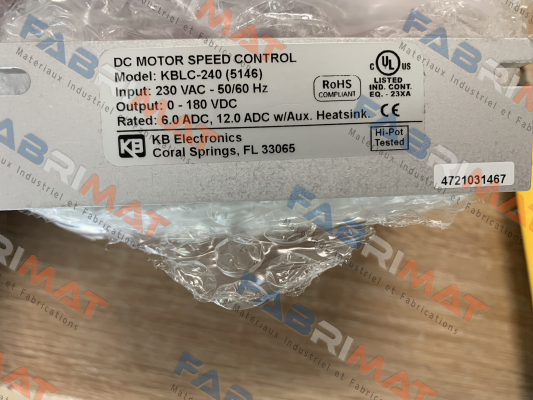 DC MOTOR SPEED CONTROL
Model: KBLC-240 (5146)
Input: 230 VAC - 50/60 Hz
Output: 0 - 180 VDC
Rated: 6.0 ADC, 12.0 ADC w/Aux. Heatsink.
KB
KB Electronics
Coral Springs, FL 33065
RoHS
COMPLIANT
C UL US
LISTED
IND. CONT.
EQ. - 23XA
CE
Hi-Pot
Tested
4721031467
FABRIMAT
Materiaux Industriel et Fabrications